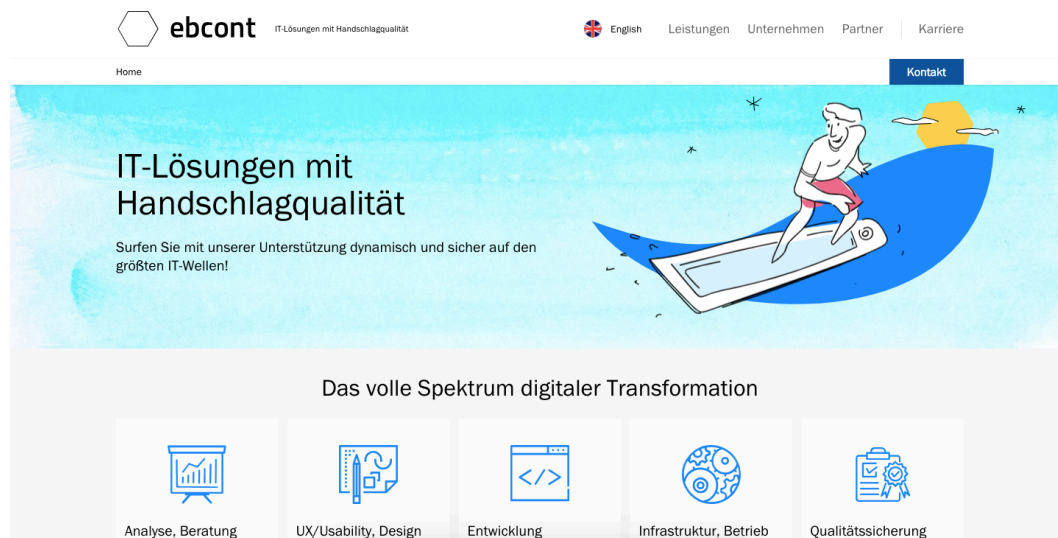 ebcont
IT-Lösungen mit Handschlagqualität
English
Leistungen
Unternehmen
Partner
Karriere
Home
Kontakt
IT-Lösungen mit
Handschlagqualität
Surfen Sie mit unserer Unterstützung dynamisch und sicher auf den
größten IT-Wellen!
Das volle Spektrum digitaler Transformation
</>
Analyse, Beratung
UX/Usability, Design
Entwicklung
Infrastruktur, Betrieb
Qualitätssicherung